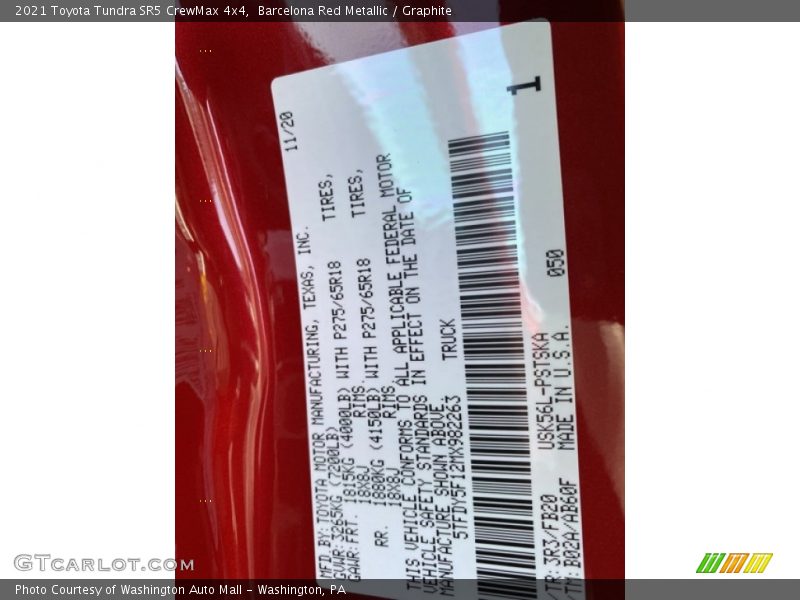 2021 Toyota Tundra SR5 CrewMax 4x4,  Barcelona Red Metallic / Graphite
11/20
MFD BY: TOYOTA MOTOR MANUFACTURING, TEXAS, INC.
GVWR: 3265KG (7200LB)
GAWR: FRT. 1815KG (4000LB) WITH P275/65R18 TIRES,
18X8J RIMS.
RR. 1880KG (4150LB) WITH P275/65R18 TIRES,
18X8J RIMS.
THIS VEHICLE CONFORMS TO ALL APPLICABLE FEDERAL MOTOR
VEHICLE SAFETY STANDARDS IN EFFECT ON THE DATE OF
MANUFACTURE SHOWN ABOVE.
5TFDY5F12MX982263 TRUCK
1
/TR: 3R3/FB20 USK56L-PSTSKA 050
/TM: B02A/AB60F MADE IN U.S.A.
GTCarlot.com
Photo Courtesy of Washington Auto Mall - Washington, PA